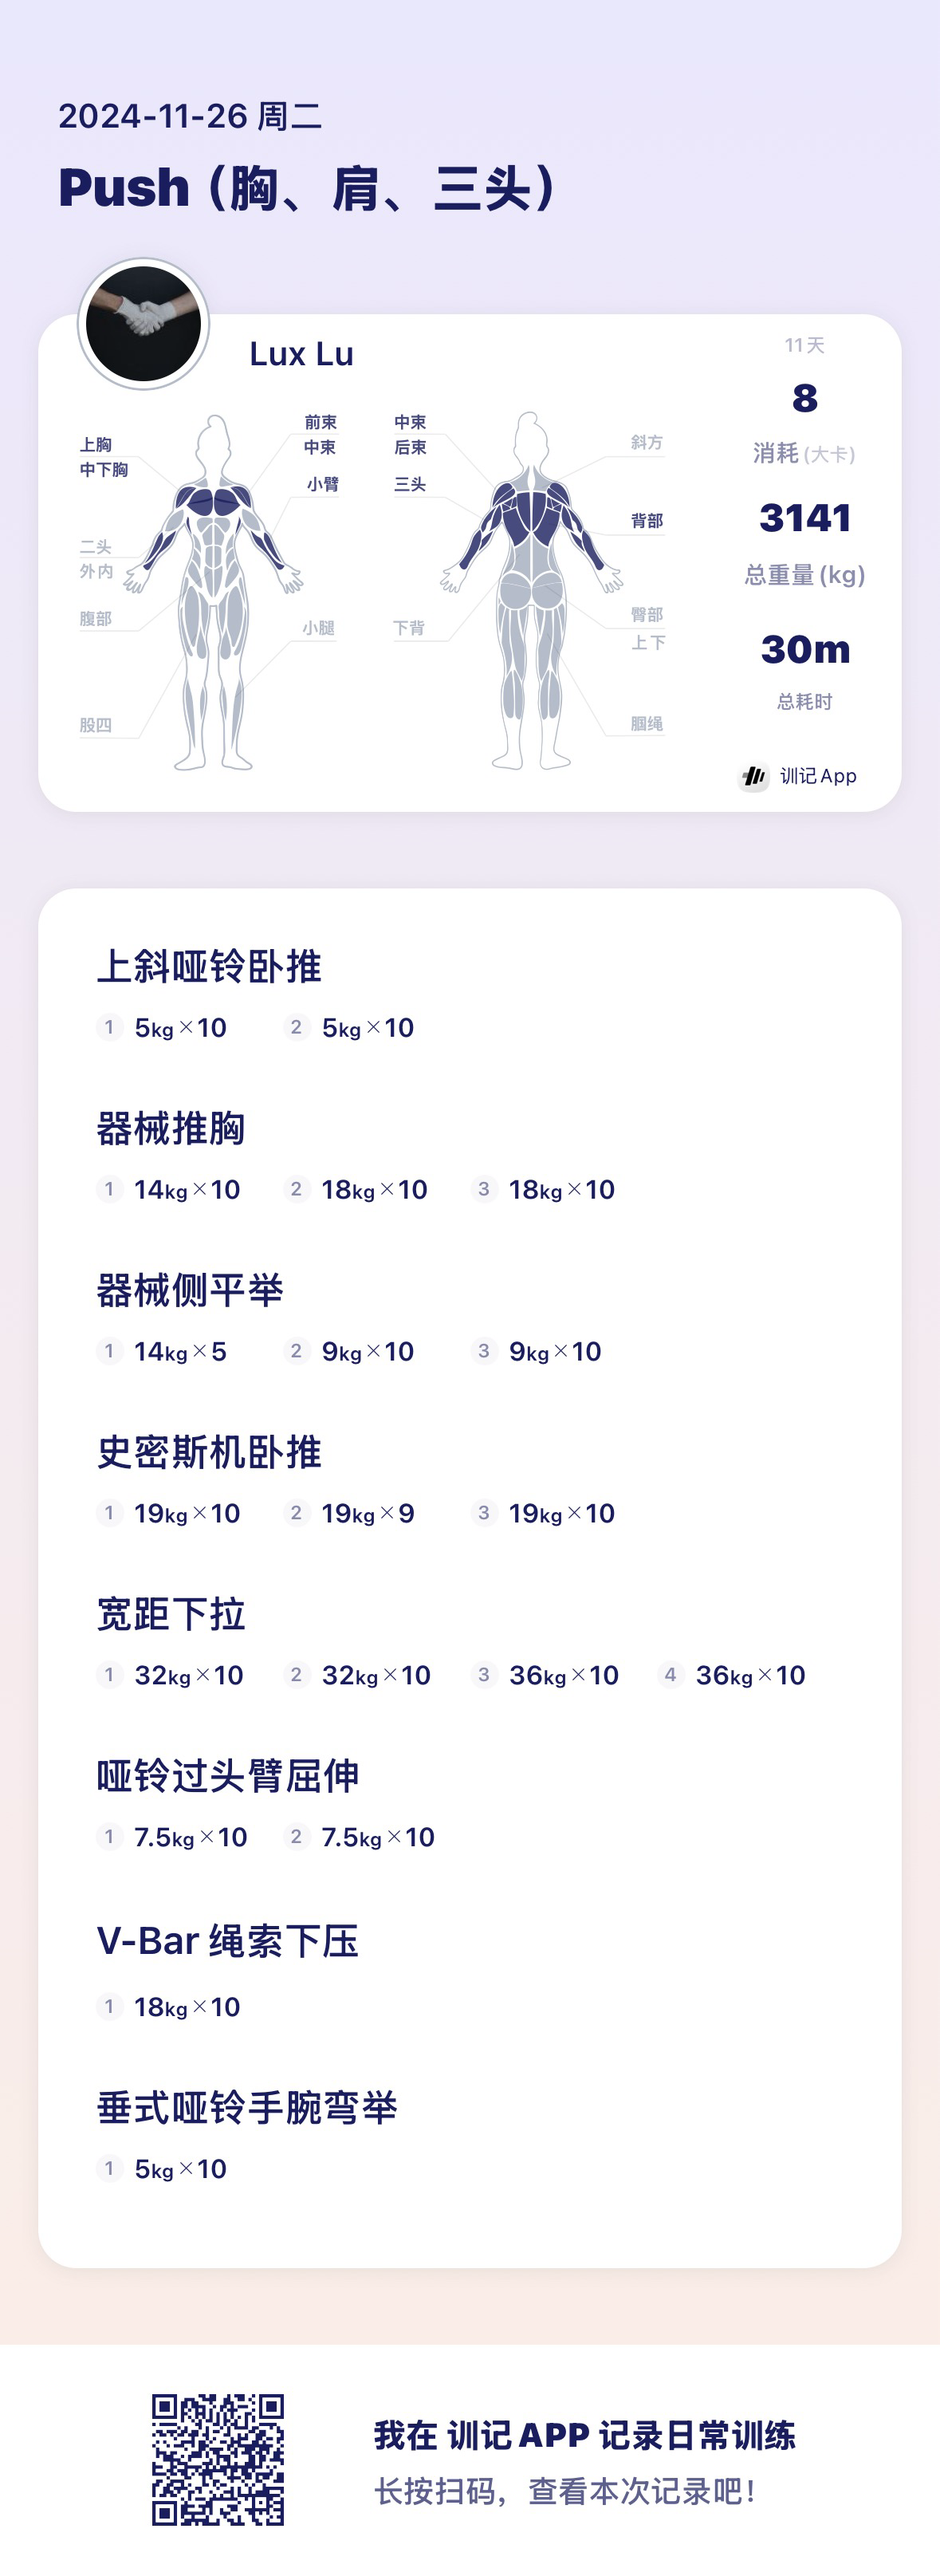 2024-11-26 周二
Push（胸、肩、三头）
Lux Lu
11 天
8
消耗 (大卡)
3141
总重量 (kg)
30m
总耗时
训记 App
上胸
中下胸
二头
外内
腹部
股四
前束
中束
小臂
小腿
中束
后束
三头
下背
斜方
背部
臀部
上下
腘绳
上斜哑铃卧推
1 5kg × 10 2 5kg × 10
器械推胸
1 14kg × 10 2 18kg × 10 3 18kg × 10
器械侧平举
1 14kg × 5 2 9kg × 10 3 9kg × 10
史密斯机卧推
1 19kg × 10 2 19kg × 9 3 19kg × 10
宽距下拉
1 32kg × 10 2 32kg × 10 3 36kg × 10 4 36kg × 10
哑铃过头臂屈伸
1 7.5kg × 10 2 7.5kg × 10
V-Bar 绳索下压
1 18kg × 10
垂式哑铃手腕弯举
1 5kg × 10
我在 训记 APP 记录日常训练
长按扫码，查看本次记录吧！